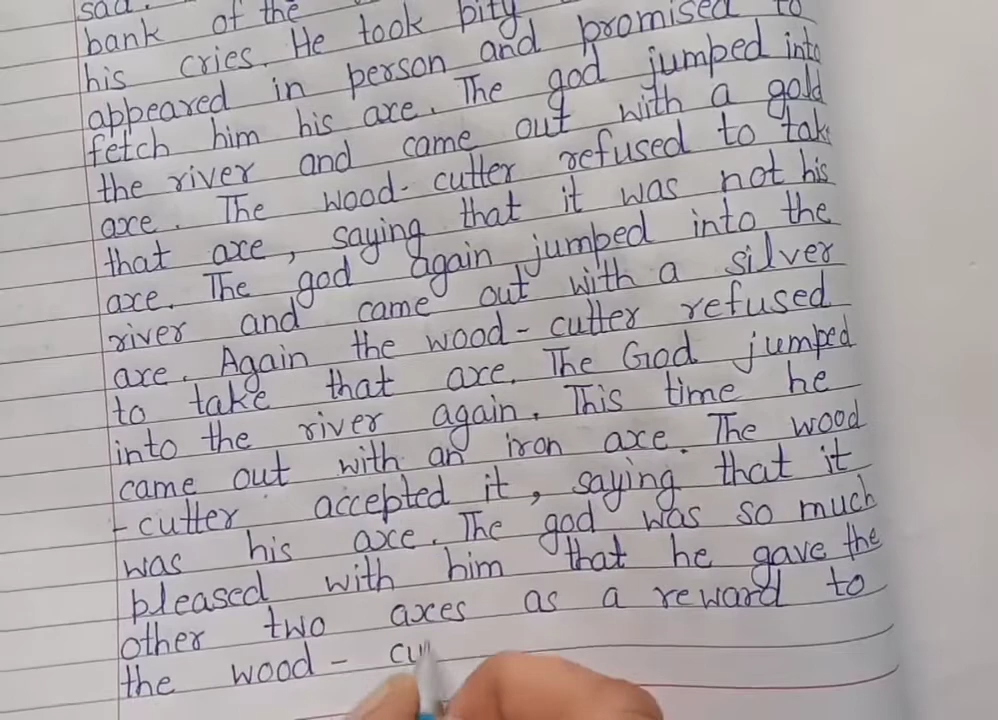 sad.
bank of the
his cries. He took pity
appeared in person and promised to
fetch him his axe. The god jumped into
the river and came out with a gold
axe. The wood-cutter refused to take
that axe, saying that it was not his
axe. The god again jumped into the
river and came out with a silver
axe. Again the wood-cutter refused
to take that axe. The God jumped
into the river again. This time he
came out with an iron axe. The wood
-cutter accepted it, saying that it
was his axe. The god was so much
pleased with him that he gave the
other two axes as a reward to
the wood-cu